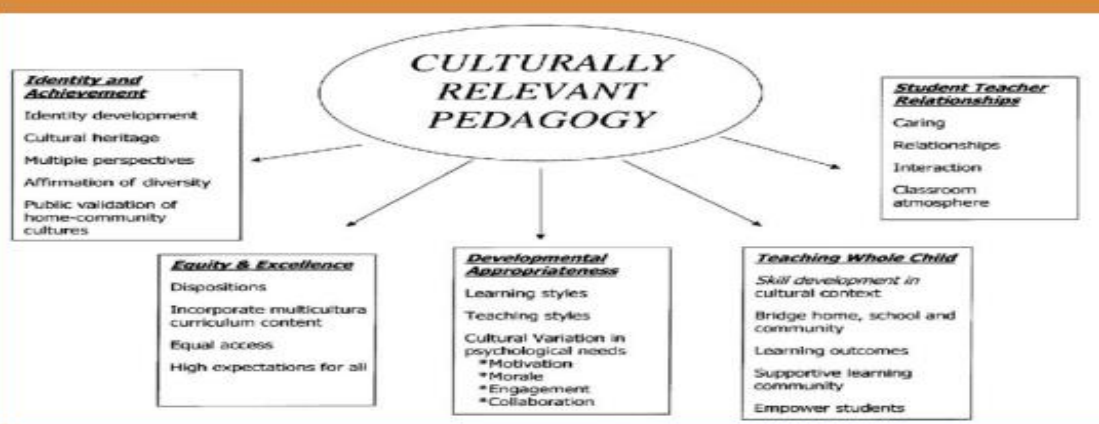 CULTURALLY
RELEVANT
PEDAGOGY
Identity and
Achievement
Identity development
Cultural heritage
Multiple perspectives
Affirmation of diversity
Public validation of
home-community
cultures
Equity & Excellence
Dispositions
Incorporate multicultura
curriculum content
Equal access
High expectations for all
Developmental
Appropriateness
Learning styles
Teaching styles
Cultural Variation in
psychological needs
*Motivation
*Morale
*Engagement
*Collaboration
Teaching Whole Child
Skill development in
cultural context
Bridge home, school and
community
Learning outcomes
Supportive learning
community
Empower students
Student Teacher
Relationships
Caring
Relationships
Interaction
Classroom
atmosphere